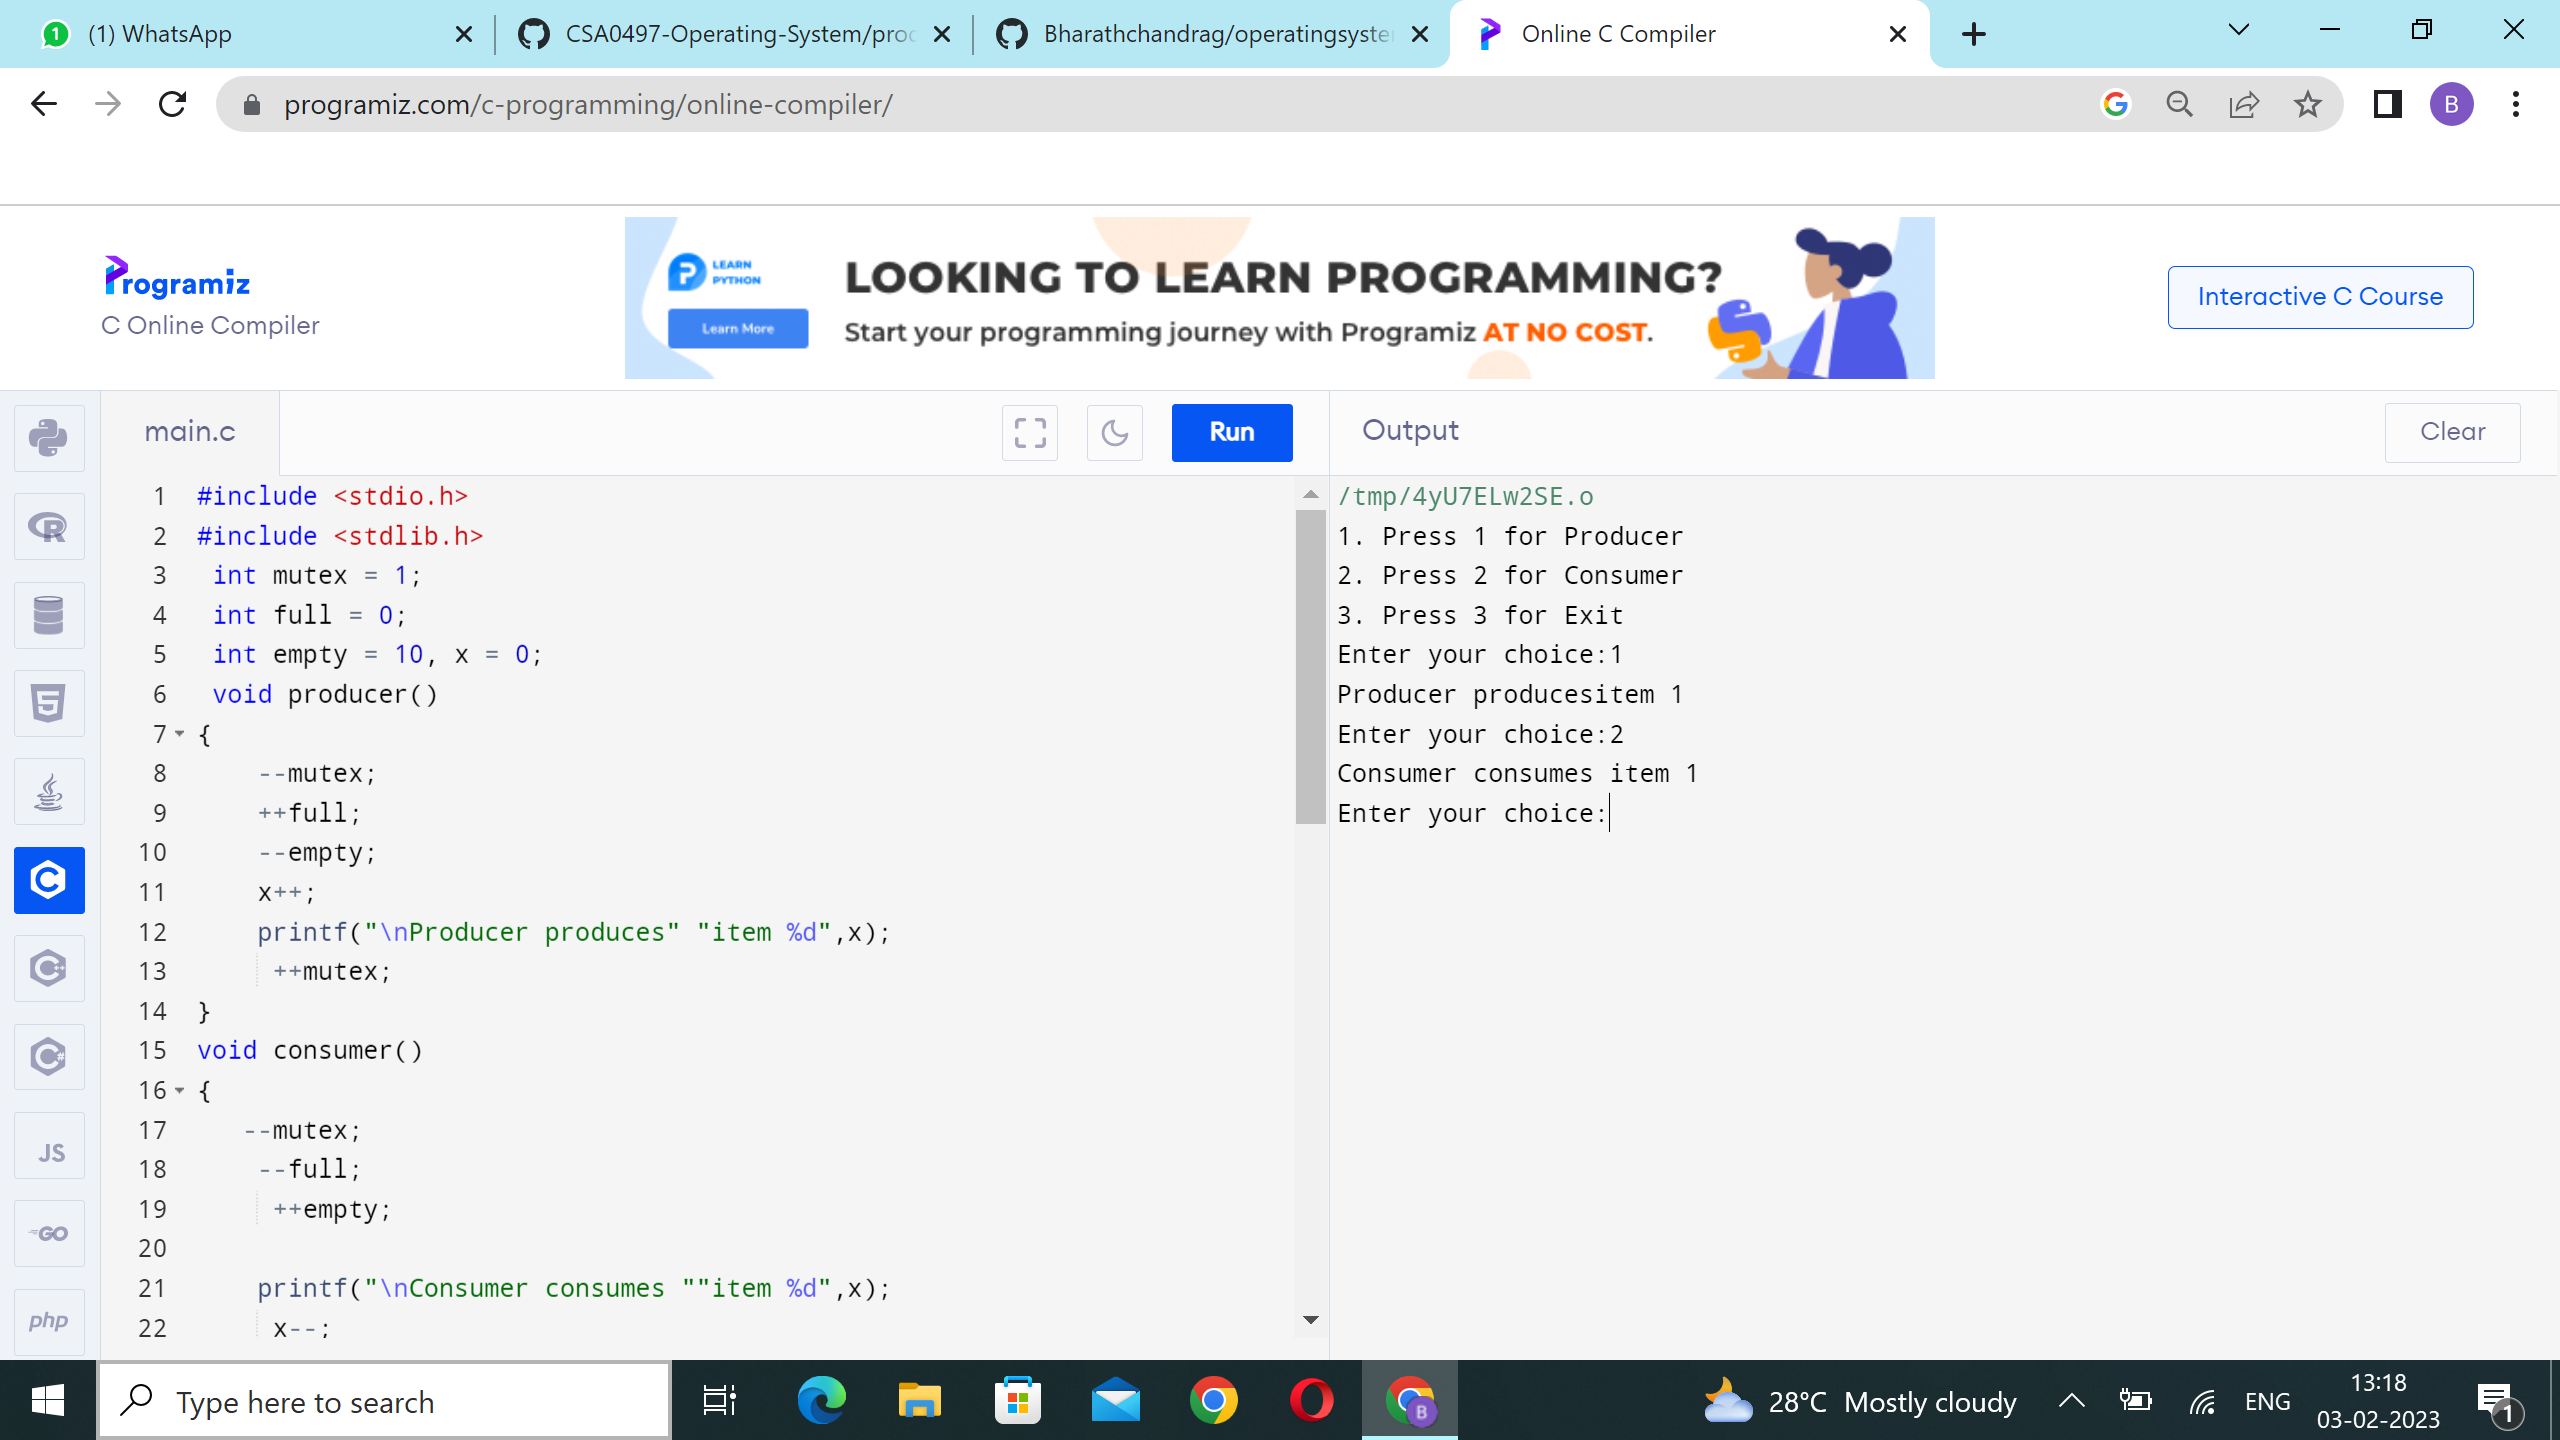 1 (1) WhatsApp
CSA0497-Operating-System/proc
Bharathchandrag/operatingsyste
Online C Compiler
programiz.com/c-programming/online-compiler/
B
Programiz
C Online Compiler
LEARN
PYTHON
Learn More
LOOKING TO LEARN PROGRAMMING?
Start your programming journey with Programiz AT NO COST.
Interactive C Course
main.c
Run
Output
Clear
1 #include <stdio.h>
2 #include <stdlib.h>
3 int mutex = 1;
4 int full = 0;
5 int empty = 10, x = 0;
6 void producer()
7 {
8 --mutex;
9 ++full;
10 --empty;
11 x++;
12 printf("\nProducer produces" "item %d",x);
13 ++mutex;
14 }
15 void consumer()
16 {
17 --mutex;
18 --full;
19 ++empty;
20
21 printf("\nConsumer consumes ""item %d",x);
22 x--;
/tmp/4yU7ELw2SE.o
1. Press 1 for Producer
2. Press 2 for Consumer
3. Press 3 for Exit
Enter your choice:1
Producer producesitem 1
Enter your choice:2
Consumer consumes item 1
Enter your choice:
R
5
C
C++
C#
JS
GO
php
Type here to search
B
28°C Mostly cloudy
ENG
13:18
03-02-2023
1